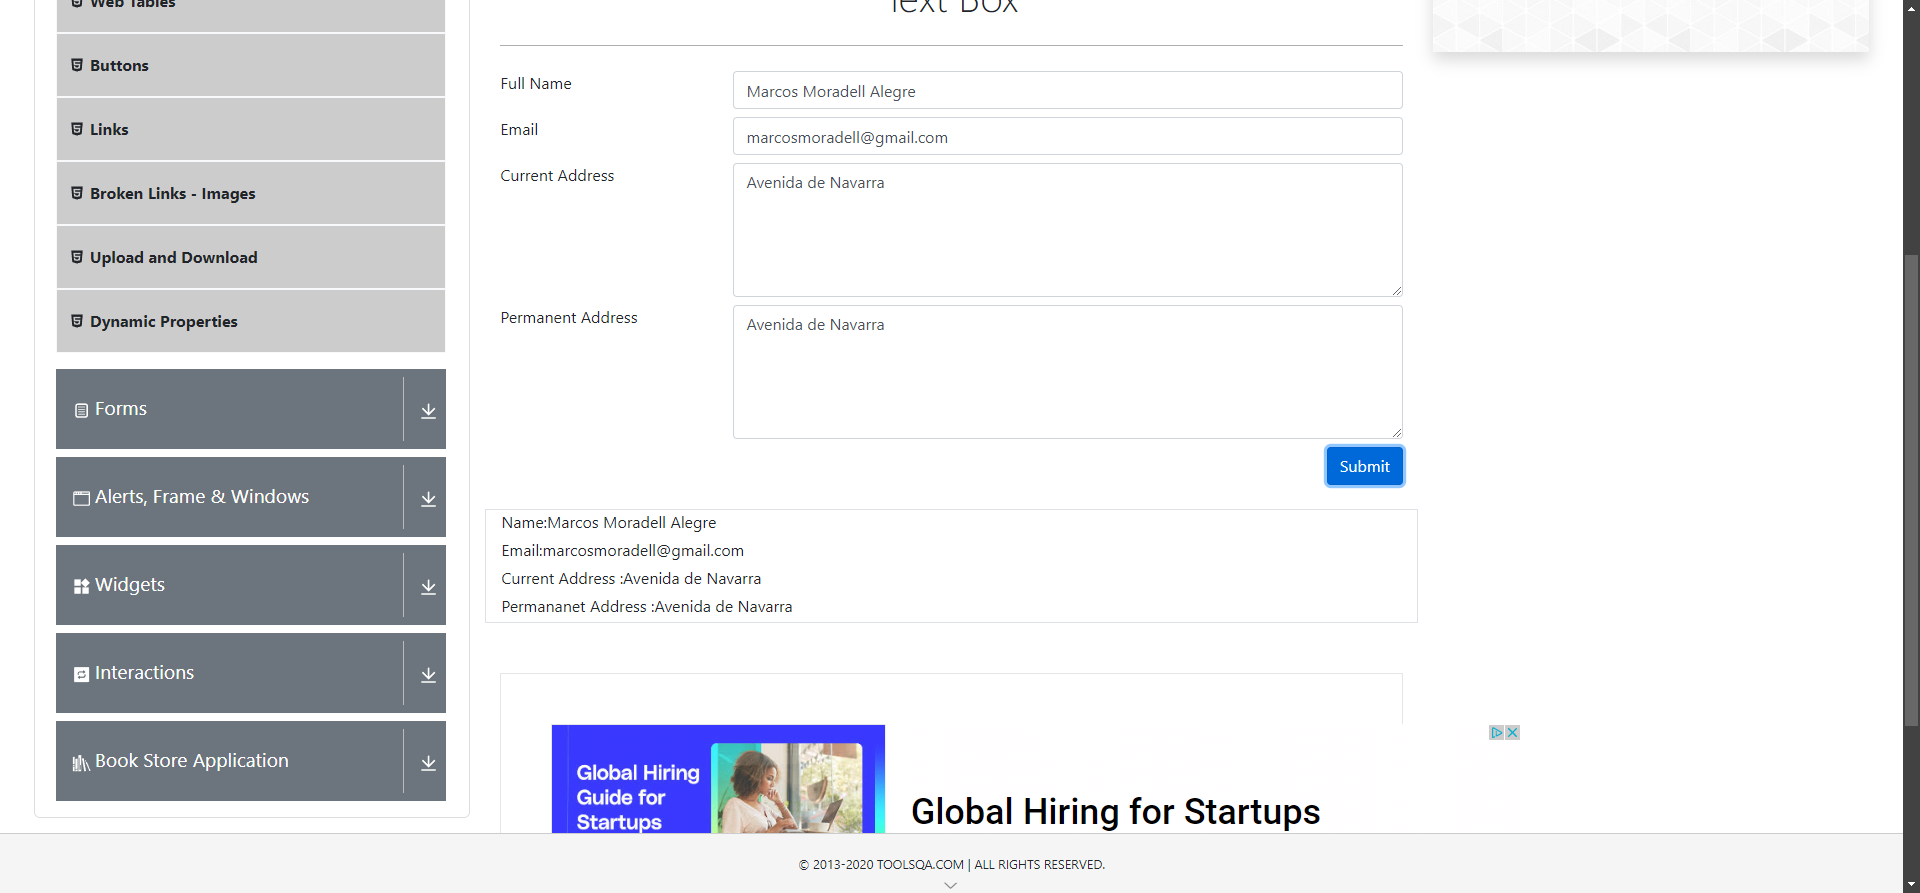 Web Tables
Buttons
Links
Broken Links - Images
Upload and Download
Dynamic Properties
Forms
Alerts, Frame & Windows
Widgets
Interactions
Book Store Application
Text Box
Full Name
Marcos Moradell Alegre
Email
marcosmoradell@gmail.com
Current Address
Avenida de Navarra
Permanent Address
Avenida de Navarra
Submit
Name:Marcos Moradell Alegre
Email:marcosmoradell@gmail.com
Current Address :Avenida de Navarra
Permananet Address :Avenida de Navarra
Global Hiring
Guide for
Startups
Global Hiring for Startups
© 2013-2020 TOOLSQA.COM | ALL RIGHTS RESERVED.